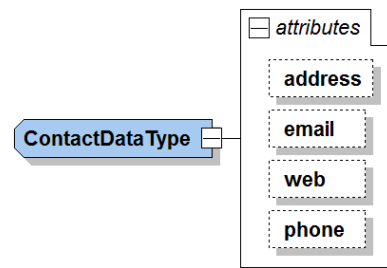 attributes
address
email
ContactDataType
web
phone